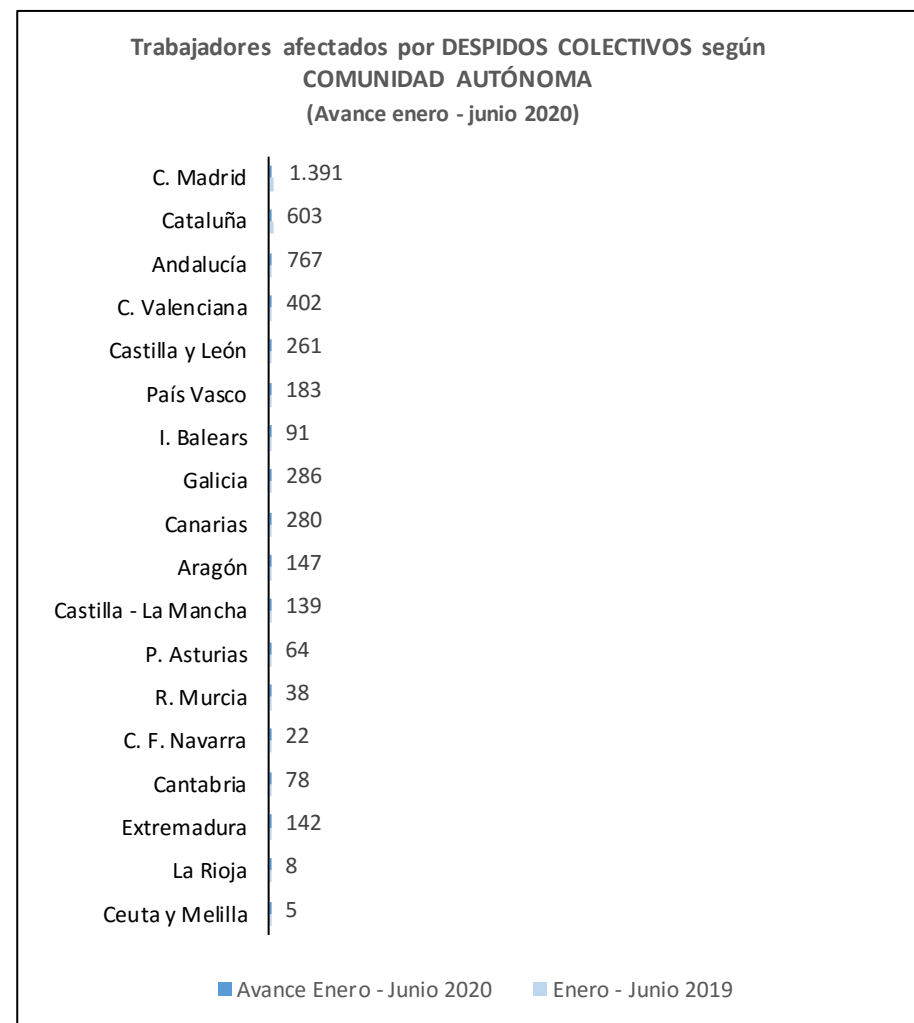 Trabajadores afectados por DESPIDOS COLECTIVOS según
COMUNIDAD AUTÓNOMA
(Avance enero - junio 2020)
C. Madrid 1.391
Cataluña 603
Andalucía 767
C. Valenciana 402
Castilla y León 261
País Vasco 183
I. Balears 91
Galicia 286
Canarias 280
Aragón 147
Castilla - La Mancha 139
P. Asturias 64
R. Murcia 38
C. F. Navarra 22
Cantabria 78
Extremadura 142
La Rioja 8
Ceuta y Melilla 5
Avance Enero - Junio 2020 Enero - Junio 2019